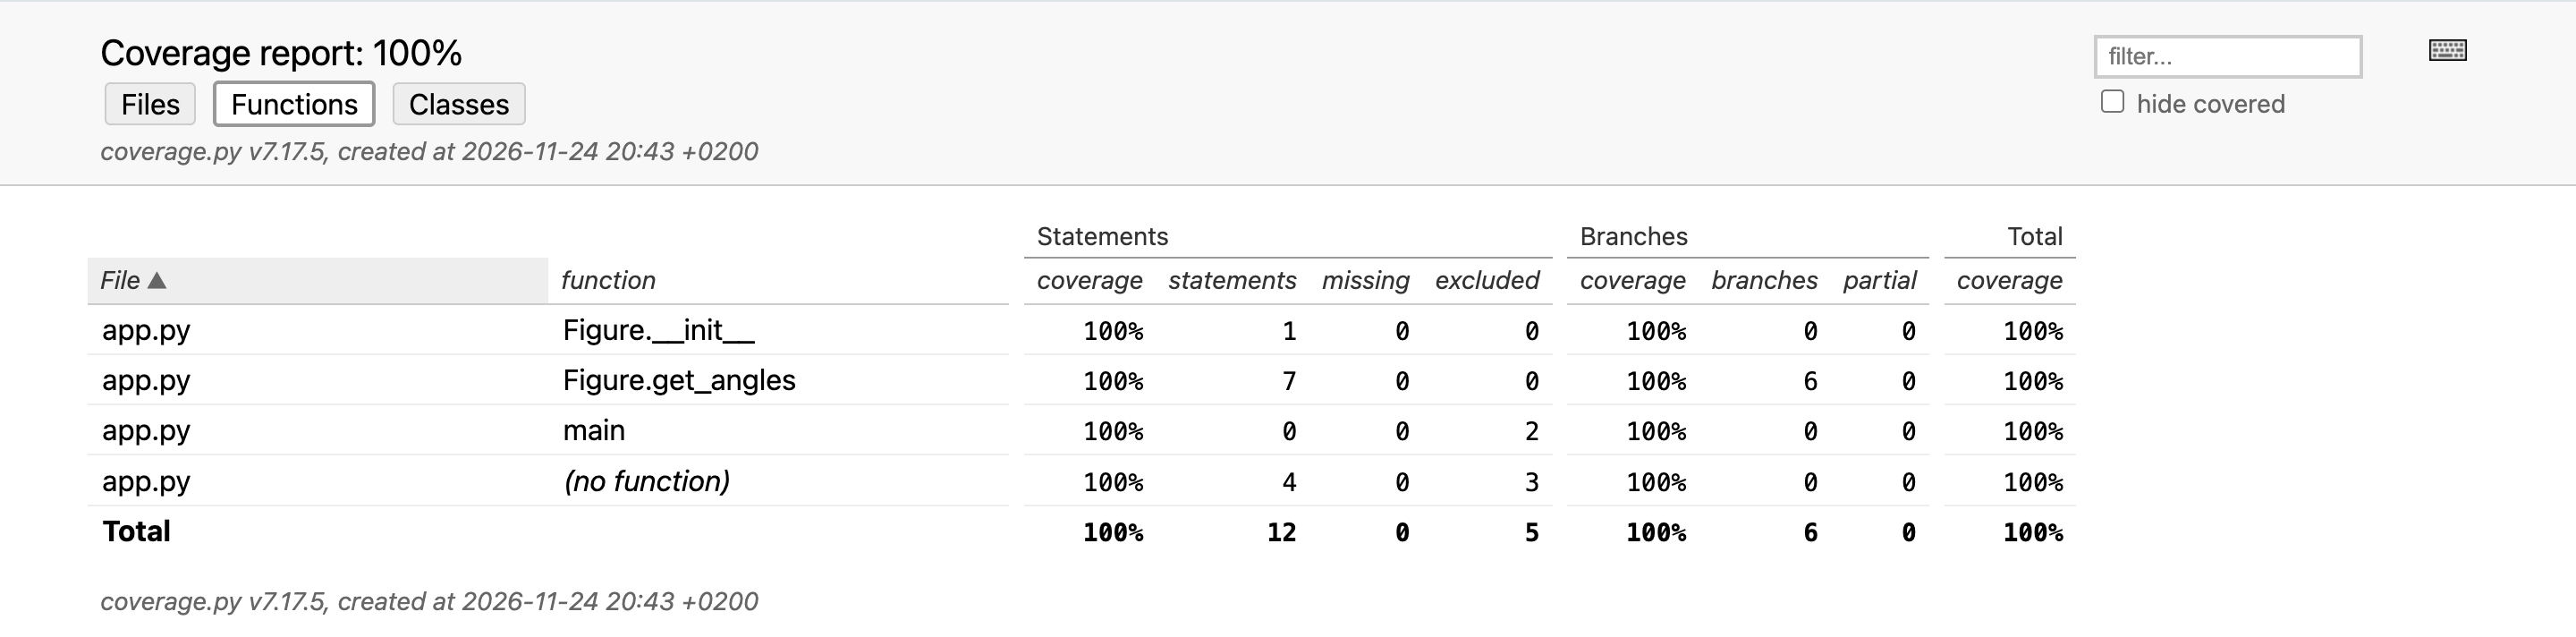 Coverage report: 100%
filter...
Files Functions Classes
hide covered
coverage.py v7.17.5, created at 2026-11-24 20:43 +0200
Statements Branches Total
File ▲ function coverage statements missing excluded coverage branches partial coverage
app.py Figure.__init__ 100% 1 0 0 100% 0 0 100%
app.py Figure.get_angles 100% 7 0 0 100% 6 0 100%
app.py main 100% 0 0 2 100% 0 0 100%
app.py (no function) 100% 4 0 3 100% 0 0 100%
Total 100% 12 0 5 100% 6 0 100%
coverage.py v7.17.5, created at 2026-11-24 20:43 +0200